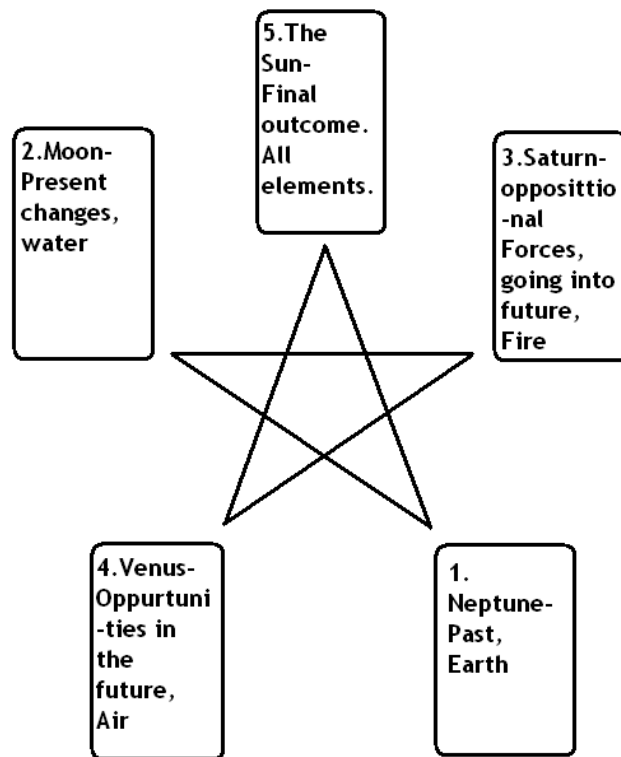 5.The
Sun-
Final
outcome.
All
elements.
2.Moon-
Present
changes,
water
3.Saturn-
opposittio
-nal
Forces,
going into
future,
Fire
4.Venus-
Oppurtuni
-ties in
the
future,
Air
1.
Neptune-
Past,
Earth